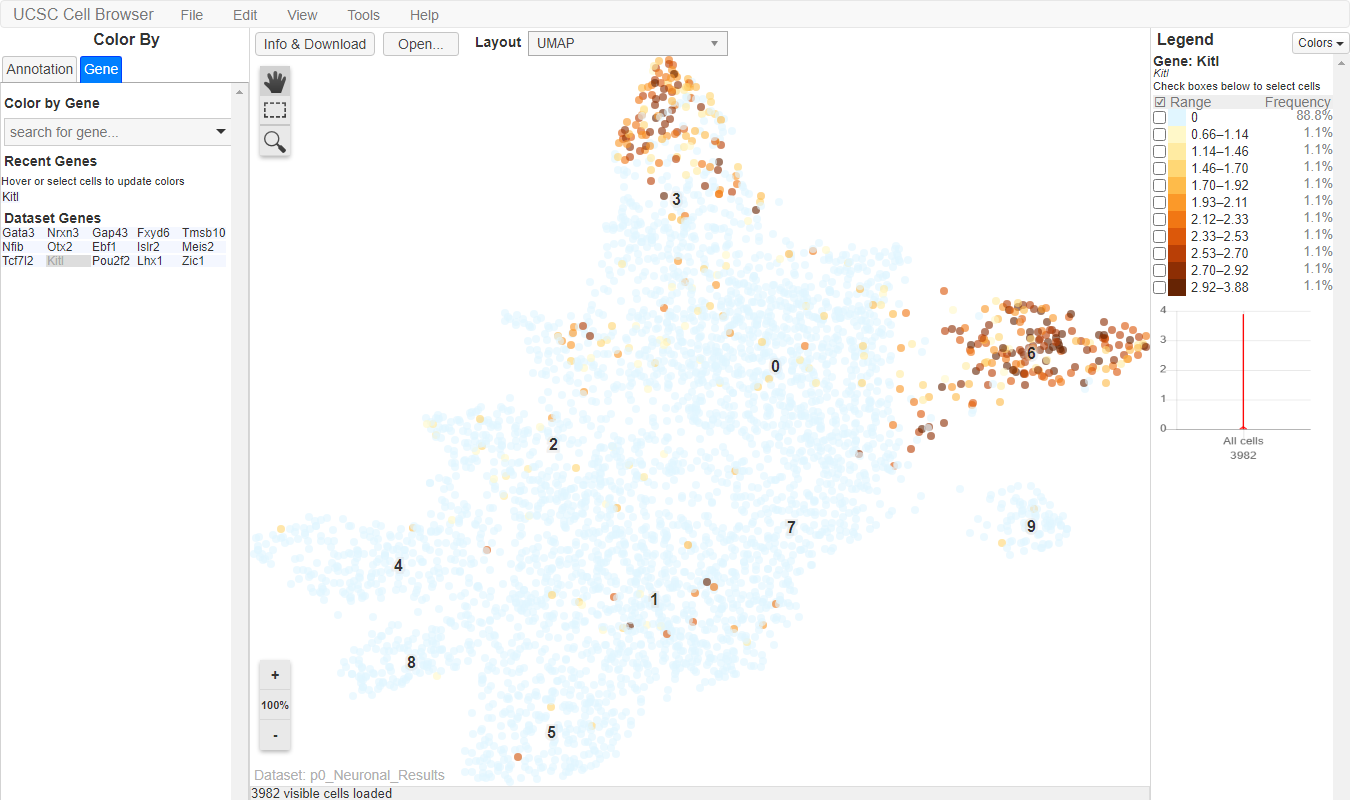 UCSC Cell Browser File Edit View Tools Help
Color By
Annotation Gene
Color by Gene
search for gene...
Recent Genes
Hover or select cells to update colors
Kitl
Dataset Genes
Gata3 Nrxn3 Gap43 Fxyd6 Tmsb10
Nfib Otx2 Ebf1 Islr2 Meis2
Tcf7l2 Kitl Pou2f2 Lhx1 Zic1
Info & Download Open... Layout UMAP
3
6
0
2
7
9
4
1
8
5
+
100%
-
Dataset: p0_Neuronal_Results
3982 visible cells loaded
Legend Colors
Gene: Kitl
Kitl
Check boxes below to select cells
Range Frequency
0 88.8%
0.66–1.14 1.1%
1.14–1.46 1.1%
1.46–1.70 1.1%
1.70–1.92 1.1%
1.93–2.11 1.1%
2.12–2.33 1.1%
2.33–2.53 1.1%
2.53–2.70 1.1%
2.70–2.92 1.1%
2.92–3.88 1.1%
4
3
2
1
0
All cells
3982